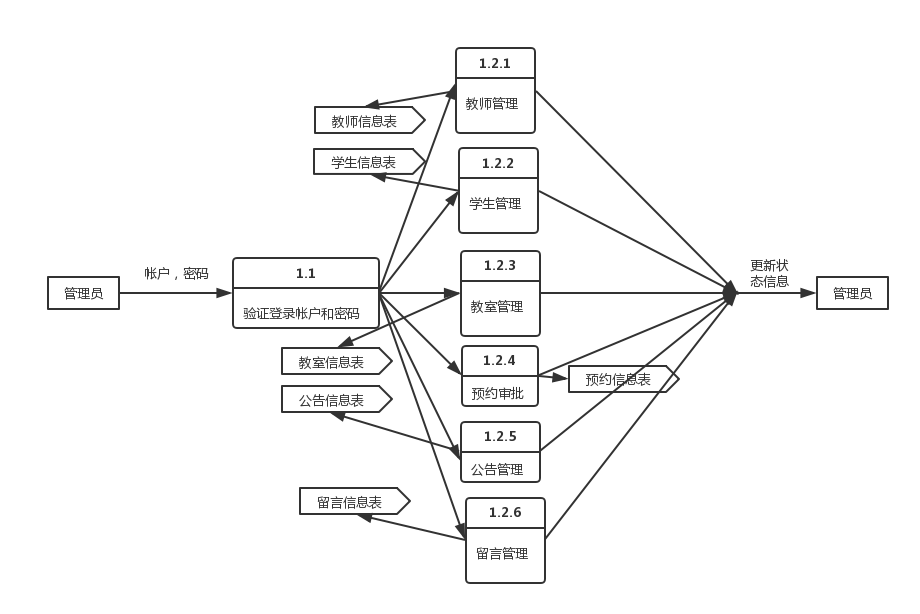 1.2.1
教师管理
教师信息表
1.2.2
学生管理
学生信息表
管理员
帐户，密码
1.1
验证登录帐户和密码
1.2.3
教室管理
更新状
态信息
管理员
教室信息表
1.2.4
预约审批
预约信息表
公告信息表
1.2.5
公告管理
留言信息表
1.2.6
留言管理